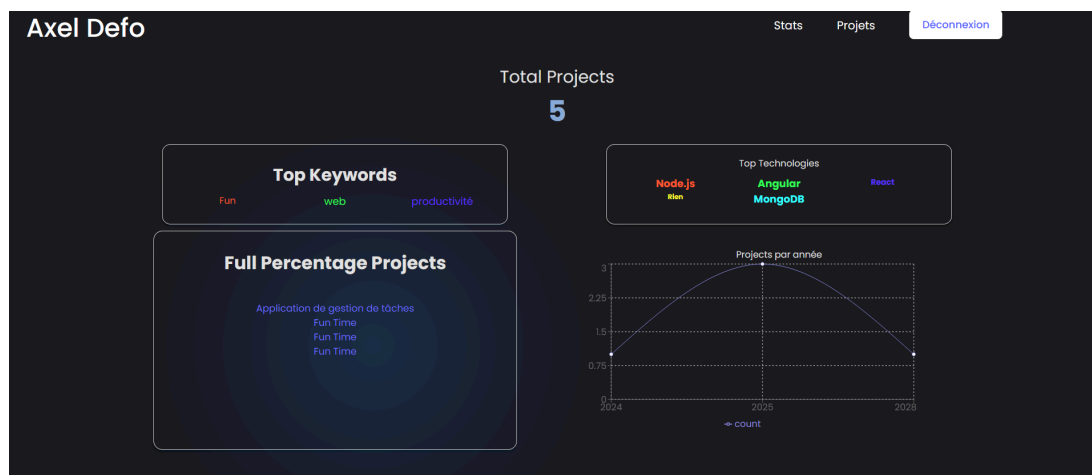 Axel Defo
Stats Projets Déconnexion
Total Projects
5
Top Keywords
Fun web productivité
Top Technologies
Node.js Angular React
Rien MongoDB
Full Percentage Projects
Application de gestion de tâches
Fun Time
Fun Time
Fun Time
Projects par année
3
2.25
1.5
0.75
0
2024 2025 2028
count